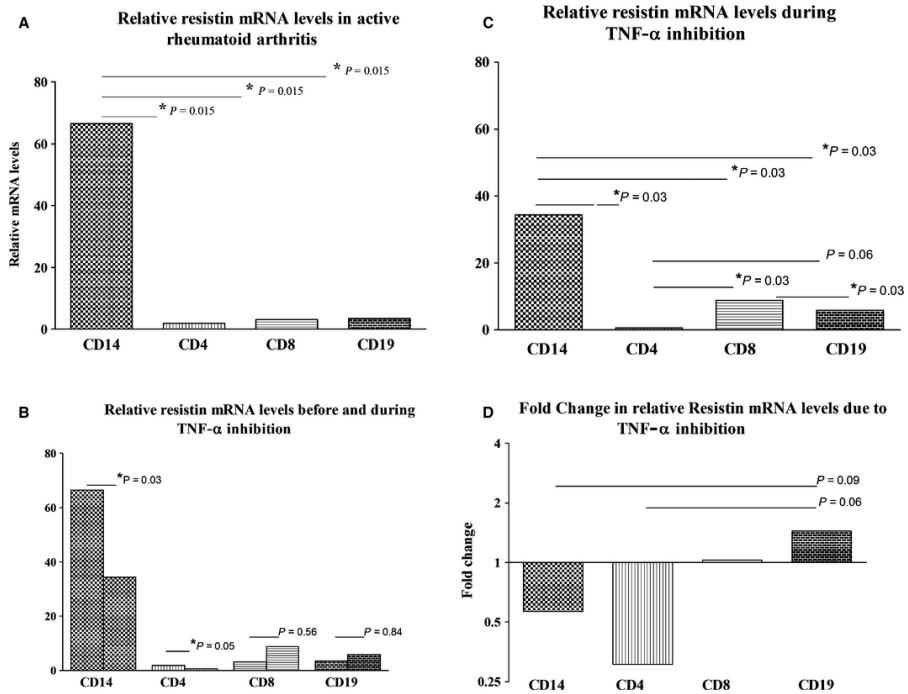 A
Relative resistin mRNA levels in active
rheumatoid arthritis
Relative mRNA levels
80
60
40
20
0
* P = 0.015
* P = 0.015
* P = 0.015
CD14 CD4 CD8 CD19
C
Relative resistin mRNA levels during
TNF-α inhibition
80
60
40
20
0
*P = 0.03
*P = 0.03
*P = 0.03
P = 0.06
*P = 0.03
*P = 0.03
CD14 CD4 CD8 CD19
B
Relative resistin mRNA levels before and during
TNF-α inhibition
80
60
40
20
0
*P = 0.03
*P = 0.05
P = 0.56
P = 0.84
CD14 CD4 CD8 CD19
D
Fold Change in relative Resistin mRNA levels due to
TNF-α inhibition
Fold change
4
2
1
0.5
0.25
P = 0.09
P = 0.06
CD14 CD4 CD8 CD19